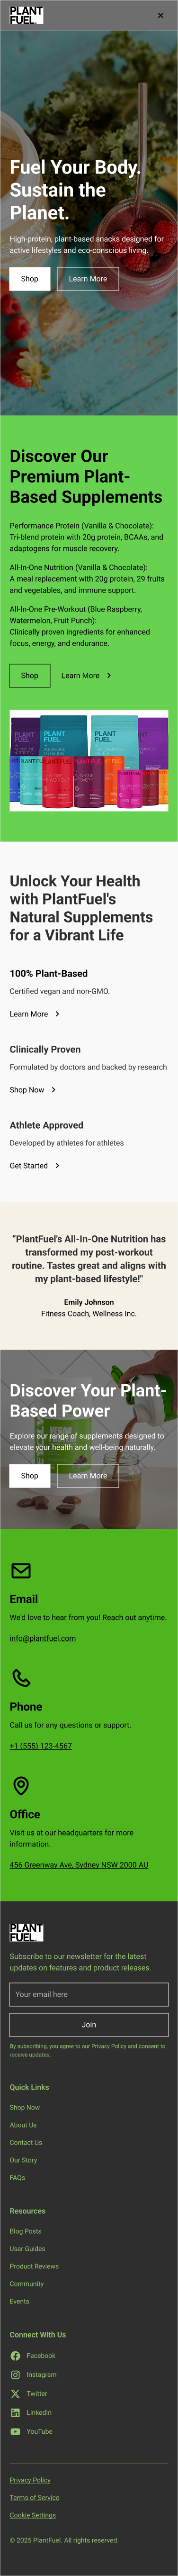 PLANT
FUEL.
Fuel Your Body.
Sustain the
Planet.
High-protein, plant-based snacks designed for
active lifestyles and eco-conscious living.
Shop
Learn More
Discover Our
Premium Plant-
Based Supplements
Performance Protein (Vanilla & Chocolate):
Tri-blend protein with 20g protein, BCAAs, and
adaptogens for muscle recovery.
All-In-One Nutrition (Vanilla & Chocolate):
A meal replacement with 20g protein, 29 fruits
and vegetables, and immune support.
All-In-One Pre-Workout (Blue Raspberry,
Watermelon, Fruit Punch):
Clinically proven ingredients for enhanced
focus, energy, and endurance.
Shop
Learn More
PLANT
FUEL
PLANT
FUEL
Unlock Your Health
with PlantFuel's
Natural Supplements
for a Vibrant Life
100% Plant-Based
Certified vegan and non-GMO.
Learn More
Clinically Proven
Formulated by doctors and backed by research
Shop Now
Athlete Approved
Developed by athletes for athletes
Get Started
"PlantFuel's All-In-One Nutrition has
transformed my post-workout
routine. Tastes great and aligns with
my plant-based lifestyle!"
Emily Johnson
Fitness Coach, Wellness Inc.
Discover Your Plant-
Based Power
Explore our range of supplements designed to
elevate your health and well-being naturally.
VEGAN
Shop
Learn More
Email
We'd love to hear from you! Reach out anytime.
info@plantfuel.com
Phone
Call us for any questions or support.
+1 (555) 123-4567
Office
Visit us at our headquarters for more
information.
456 Greenway Ave, Sydney NSW 2000 AU
PLANT
FUEL.
Subscribe to our newsletter for the latest
updates on features and product releases.
Your email here
Join
By subscribing, you agree to our Privacy Policy and consent to
receive updates.
Quick Links
Shop Now
About Us
Contact Us
Our Story
FAQs
Resources
Blog Posts
User Guides
Product Reviews
Community
Events
Connect With Us
Facebook
Instagram
Twitter
LinkedIn
YouTube
Privacy Policy
Terms of Service
Cookie Settings
© 2025 PlantFuel. All rights reserved.